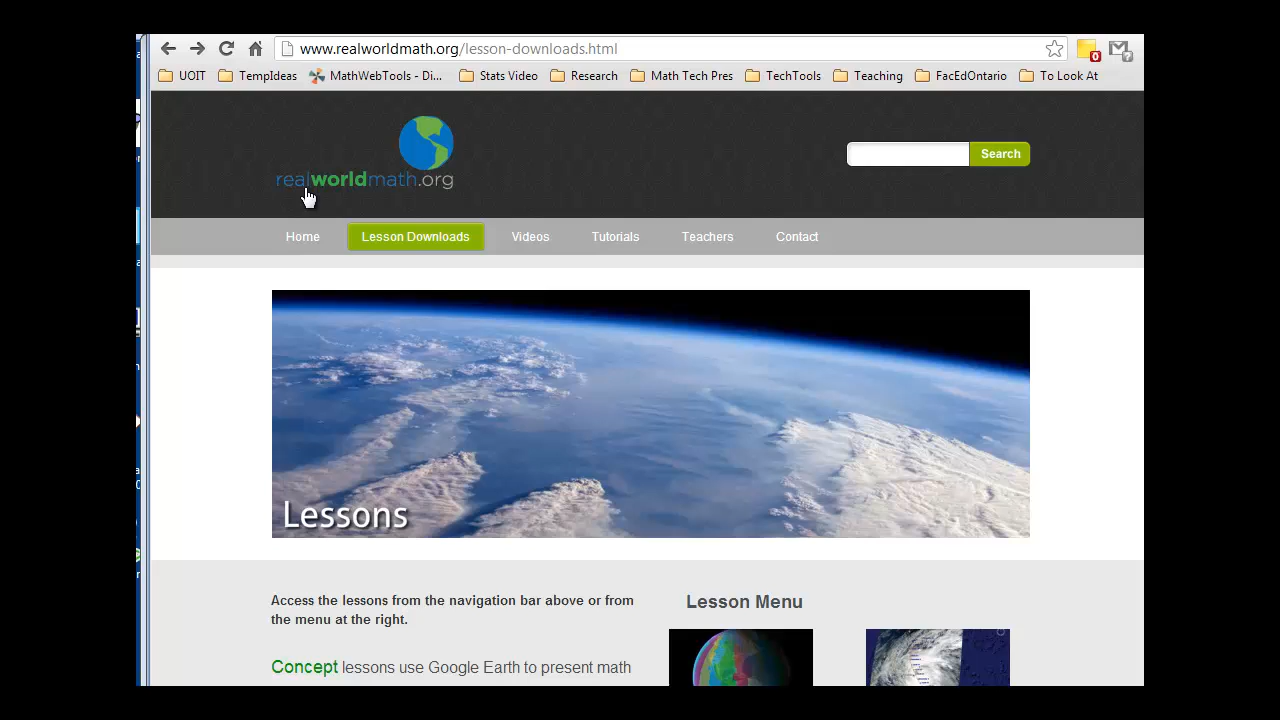 www.realworldmath.org/lesson-downloads.html
0
?
UOIT TempIdeas MathWebTools - Di... Stats Video Research Math Tech Pres TechTools Teaching FacEdOntario To Look At
realworldmath.org
Search
Home Lesson Downloads Videos Tutorials Teachers Contact
Lessons
Access the lessons from the navigation bar above or from
the menu at the right.
Lesson Menu
Concept lessons use Google Earth to present math